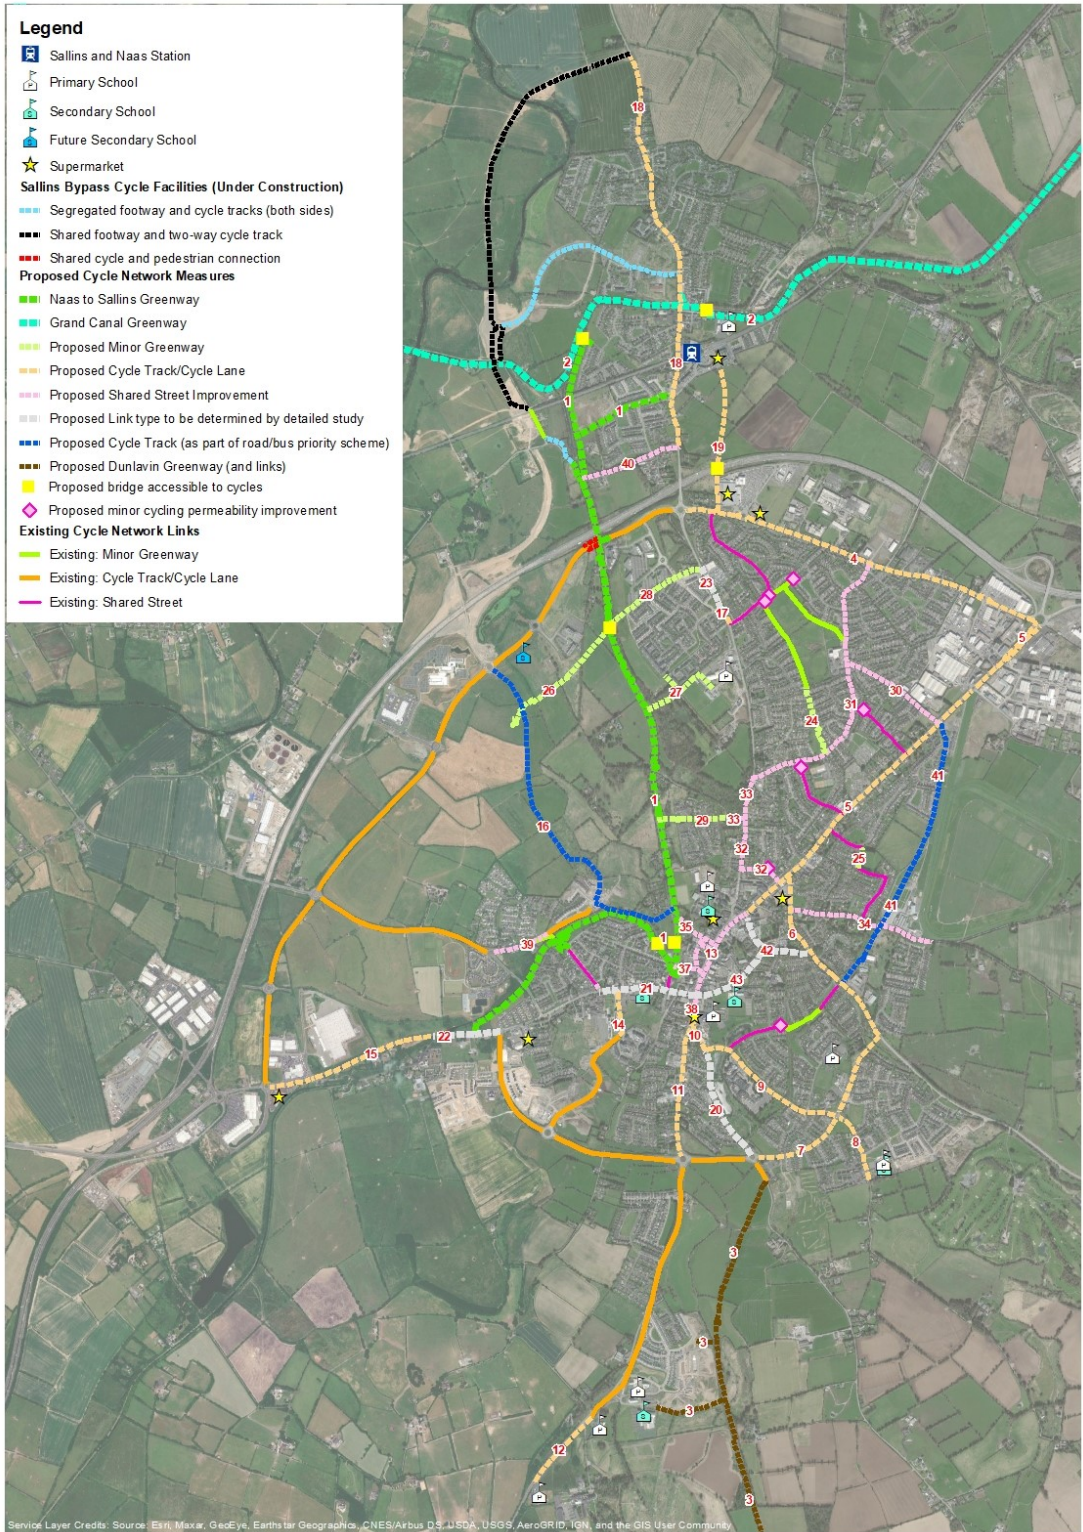 Legend
Sallins and Naas Station
Primary School
Secondary School
Future Secondary School
Supermarket
Sallins Bypass Cycle Facilities (Under Construction)
Segregated footway and cycle tracks (both sides)
Shared footway and two-way cycle track
Shared cycle and pedestrian connection
Proposed Cycle Network Measures
Naas to Sallins Greenway
Grand Canal Greenway
Proposed Minor Greenway
Proposed Cycle Track/Cycle Lane
Proposed Shared Street Improvement
Proposed Link type to be determined by detailed study
Proposed Cycle Track (as part of road/bus priority scheme)
Proposed Dunlavin Greenway (and links)
Proposed bridge accessible to cycles
Proposed minor cycling permeability improvement
Existing Cycle Network Links
Existing: Minor Greenway
Existing: Cycle Track/Cycle Lane
Existing: Shared Street
18
2
2
18
1
1
19
40
4
23
28
17
5
27
26
30
31
24
41
33
1
5
29
33
16
32
25
32
41
34
35
6
1
13
42
39
37
43
21
38
14
10
22
15
11
9
20
8
7
3
3
3
12
3
Service Layer Credits: Source: Esri, Maxar, GeoEye, Earthstar Geographics, CNES/Airbus DS, USDA, USGS, AeroGRID, IGN, and the GIS User Community